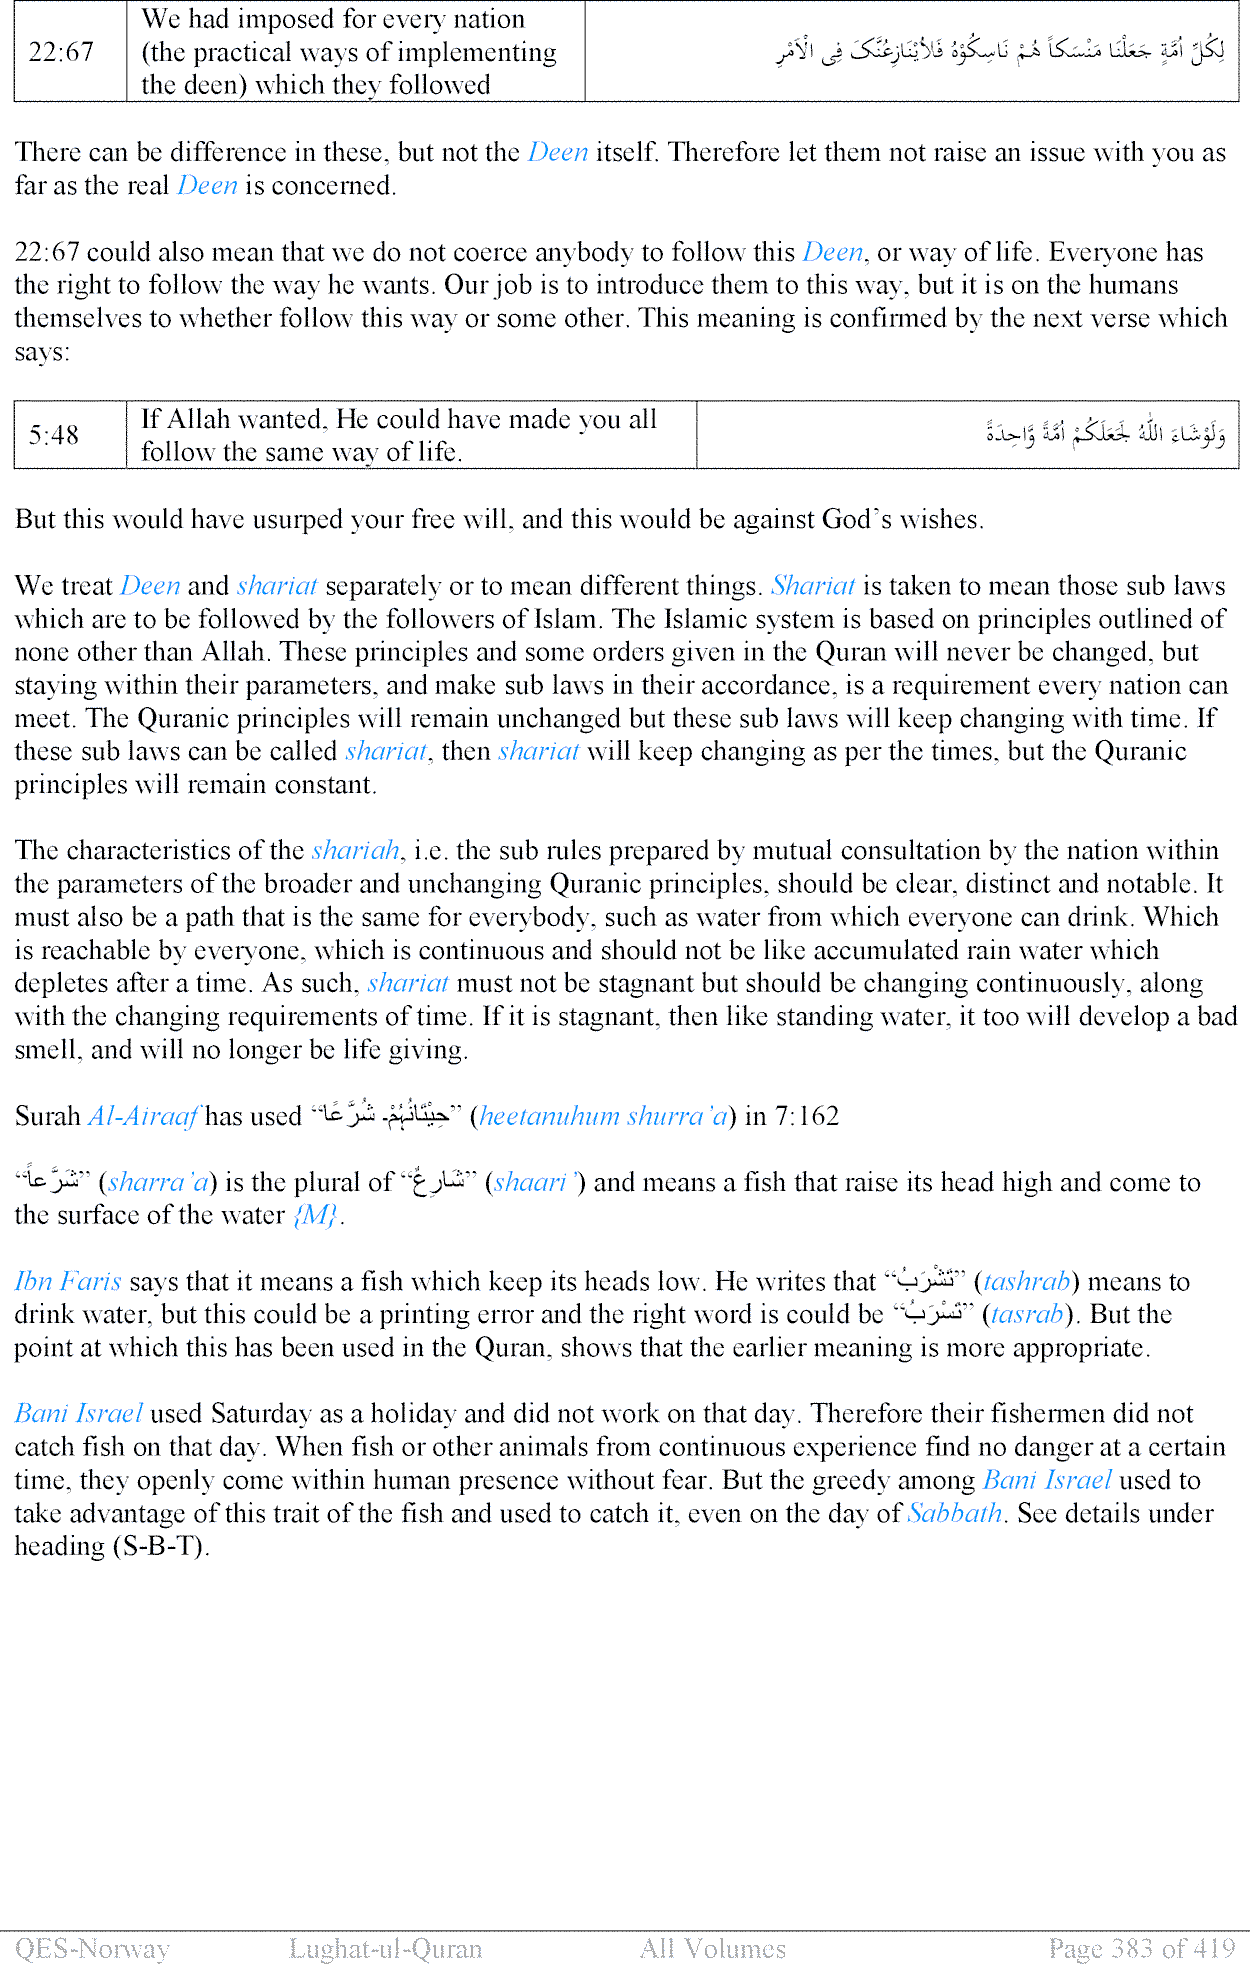 22:67
We had imposed for every nation
(the practical ways of implementing
the deen) which they followed
لِكُلِّ اُمَّةٍ جَعَلْنَا مَنْسَكاً هُمْ نَاسِكُوْهُ فَلاَيُنَازِعُنَّكَ فِى الْاَمْرِ
There can be difference in these, but not the Deen itself. Therefore let them not raise an issue with you as
far as the real Deen is concerned.
22:67 could also mean that we do not coerce anybody to follow this Deen, or way of life. Everyone has
the right to follow the way he wants. Our job is to introduce them to this way, but it is on the humans
themselves to whether follow this way or some other. This meaning is confirmed by the next verse which
says:
5:48
If Allah wanted, He could have made you all
follow the same way of life.
وَلَوْشَاءَ اللّٰهُ لَجَعَلَكُمْ اُمَّةً وَّاحِدَةً
But this would have usurped your free will, and this would be against God’s wishes.
We treat Deen and shariat separately or to mean different things. Shariat is taken to mean those sub laws
which are to be followed by the followers of Islam. The Islamic system is based on principles outlined of
none other than Allah. These principles and some orders given in the Quran will never be changed, but
staying within their parameters, and make sub laws in their accordance, is a requirement every nation can
meet. The Quranic principles will remain unchanged but these sub laws will keep changing with time. If
these sub laws can be called shariat, then shariat will keep changing as per the times, but the Quranic
principles will remain constant.
The characteristics of the shariah, i.e. the sub rules prepared by mutual consultation by the nation within
the parameters of the broader and unchanging Quranic principles, should be clear, distinct and notable. It
must also be a path that is the same for everybody, such as water from which everyone can drink. Which
is reachable by everyone, which is continuous and should not be like accumulated rain water which
depletes after a time. As such, shariat must not be stagnant but should be changing continuously, along
with the changing requirements of time. If it is stagnant, then like standing water, it too will develop a bad
smell, and will no longer be life giving.
Surah Al-Airaaf has used “حِيْتَانُہُمْ۔ شُرَّعًا” (heetanuhum shurra’a) in 7:162
“شَرَّعاً” (sharra’a) is the plural of “شَارِعٌ” (shaari’) and means a fish that raise its head high and come to
the surface of the water {M}.
Ibn Faris says that it means a fish which keep its heads low. He writes that “تَشْرَبُ” (tashrab) means to
drink water, but this could be a printing error and the right word is could be “تَسْرَبُ” (tasrab). But the
point at which this has been used in the Quran, shows that the earlier meaning is more appropriate.
Bani Israel used Saturday as a holiday and did not work on that day. Therefore their fishermen did not
catch fish on that day. When fish or other animals from continuous experience find no danger at a certain
time, they openly come within human presence without fear. But the greedy among Bani Israel used to
take advantage of this trait of the fish and used to catch it, even on the day of Sabbath. See details under
heading (S-B-T).
QES-Norway Lughat-ul-Quran All Volumes Page 383 of 419